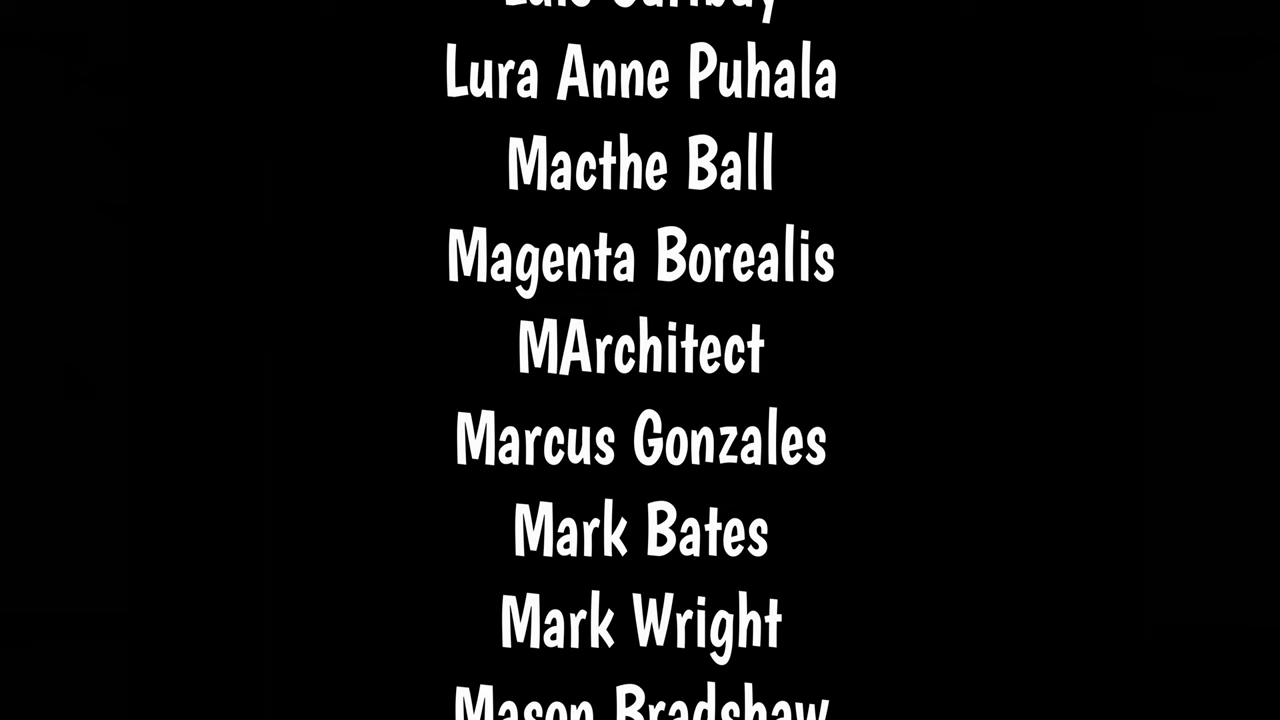 Lura Anne Puhala
Macthe Ball
Magenta Borealis
MArchitect
Marcus Gonzales
Mark Bates
Mark Wright
Mason Bradshaw